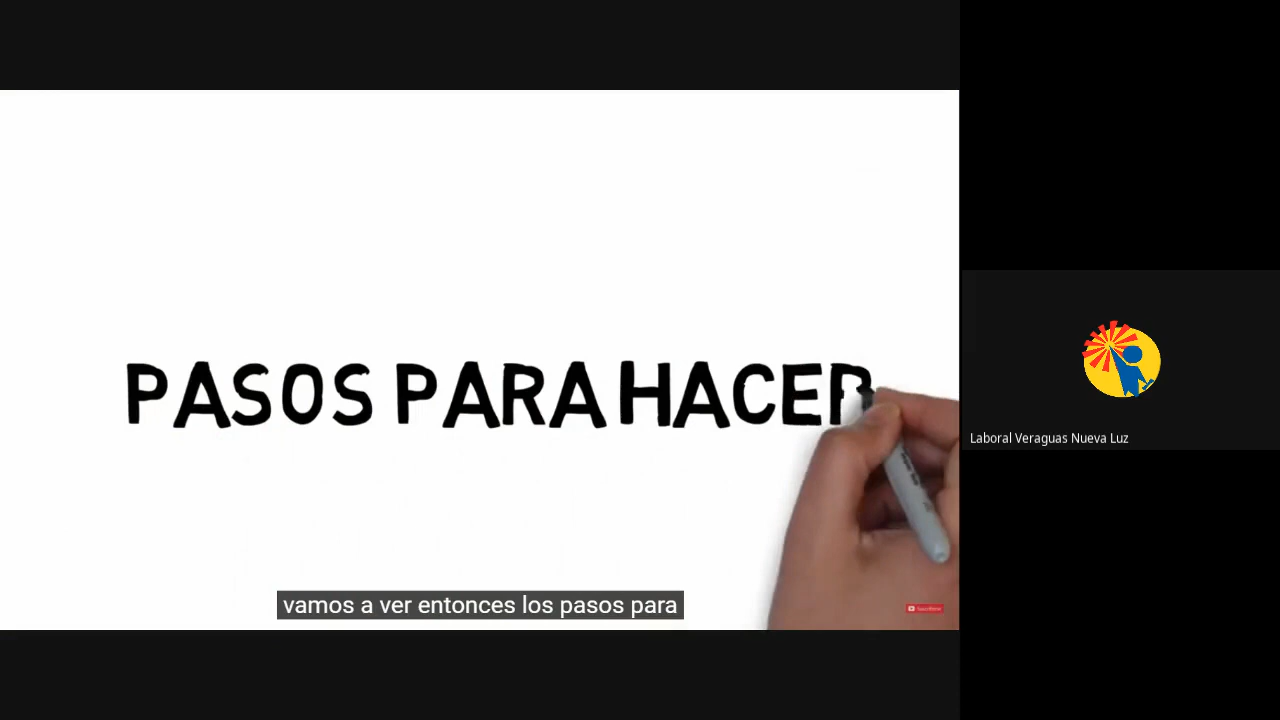 PASOS PARA HACER
vamos a ver entonces los pasos para
Laboral Veraguas Nueva Luz